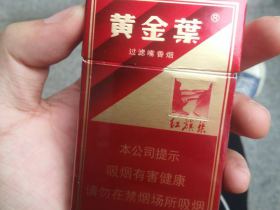 黄金葉®
过滤嘴香烟
红旗渠
本公司提示
吸烟有害健康
请勿在禁烟场所吸烟